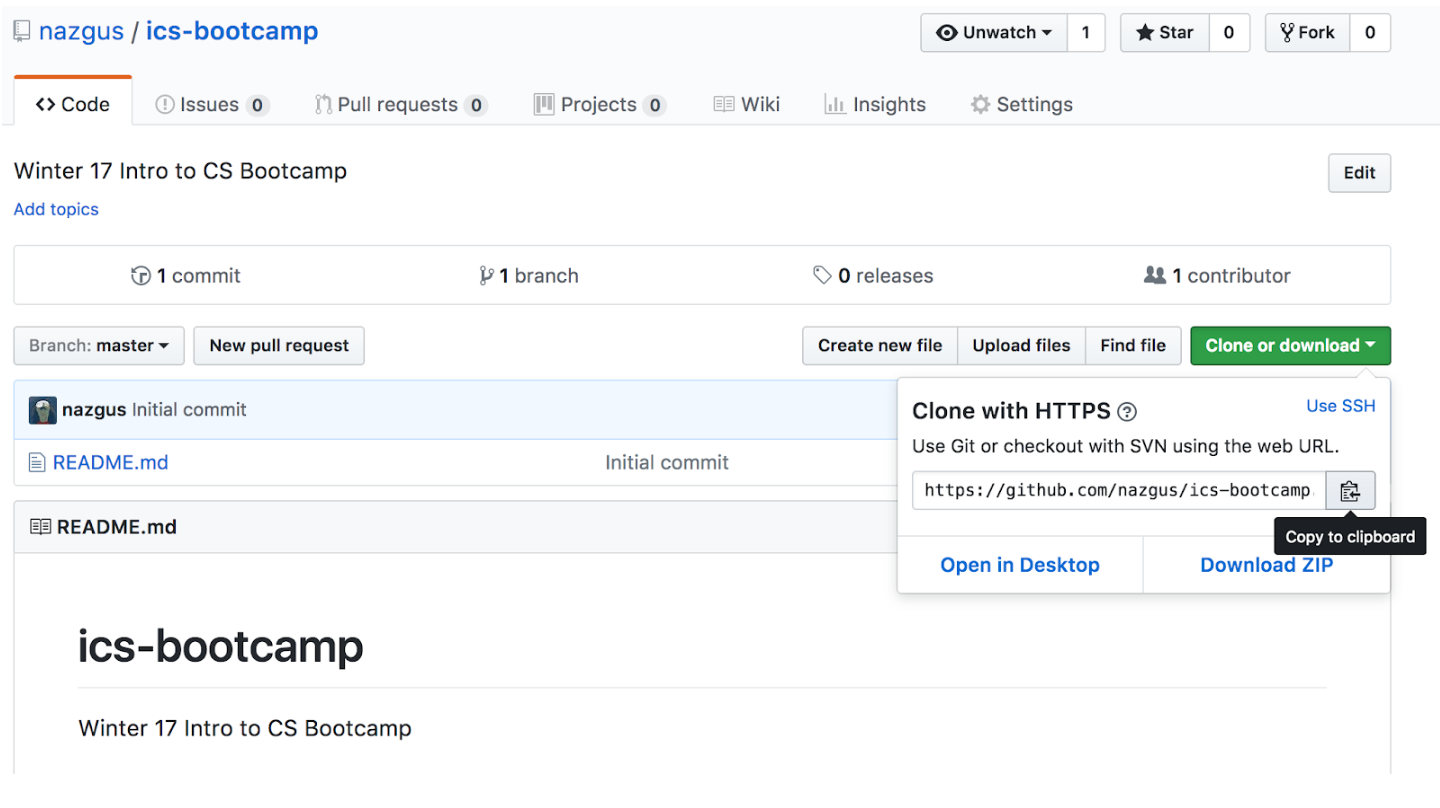 nazgus / ics-bootcamp
Unwatch 1 Star 0 Fork 0
Code Issues 0 Pull requests 0 Projects 0 Wiki Insights Settings
Winter 17 Intro to CS Bootcamp
Edit
Add topics
1 commit 1 branch 0 releases 1 contributor
Branch: master New pull request Create new file Upload files Find file Clone or download
nazgus Initial commit
README.md Initial commit
Clone with HTTPS ? Use SSH
Use Git or checkout with SVN using the web URL.
https://github.com/nazgus/ics-bootcamp.
Copy to clipboard
Open in Desktop Download ZIP
README.md
ics-bootcamp
Winter 17 Intro to CS Bootcamp